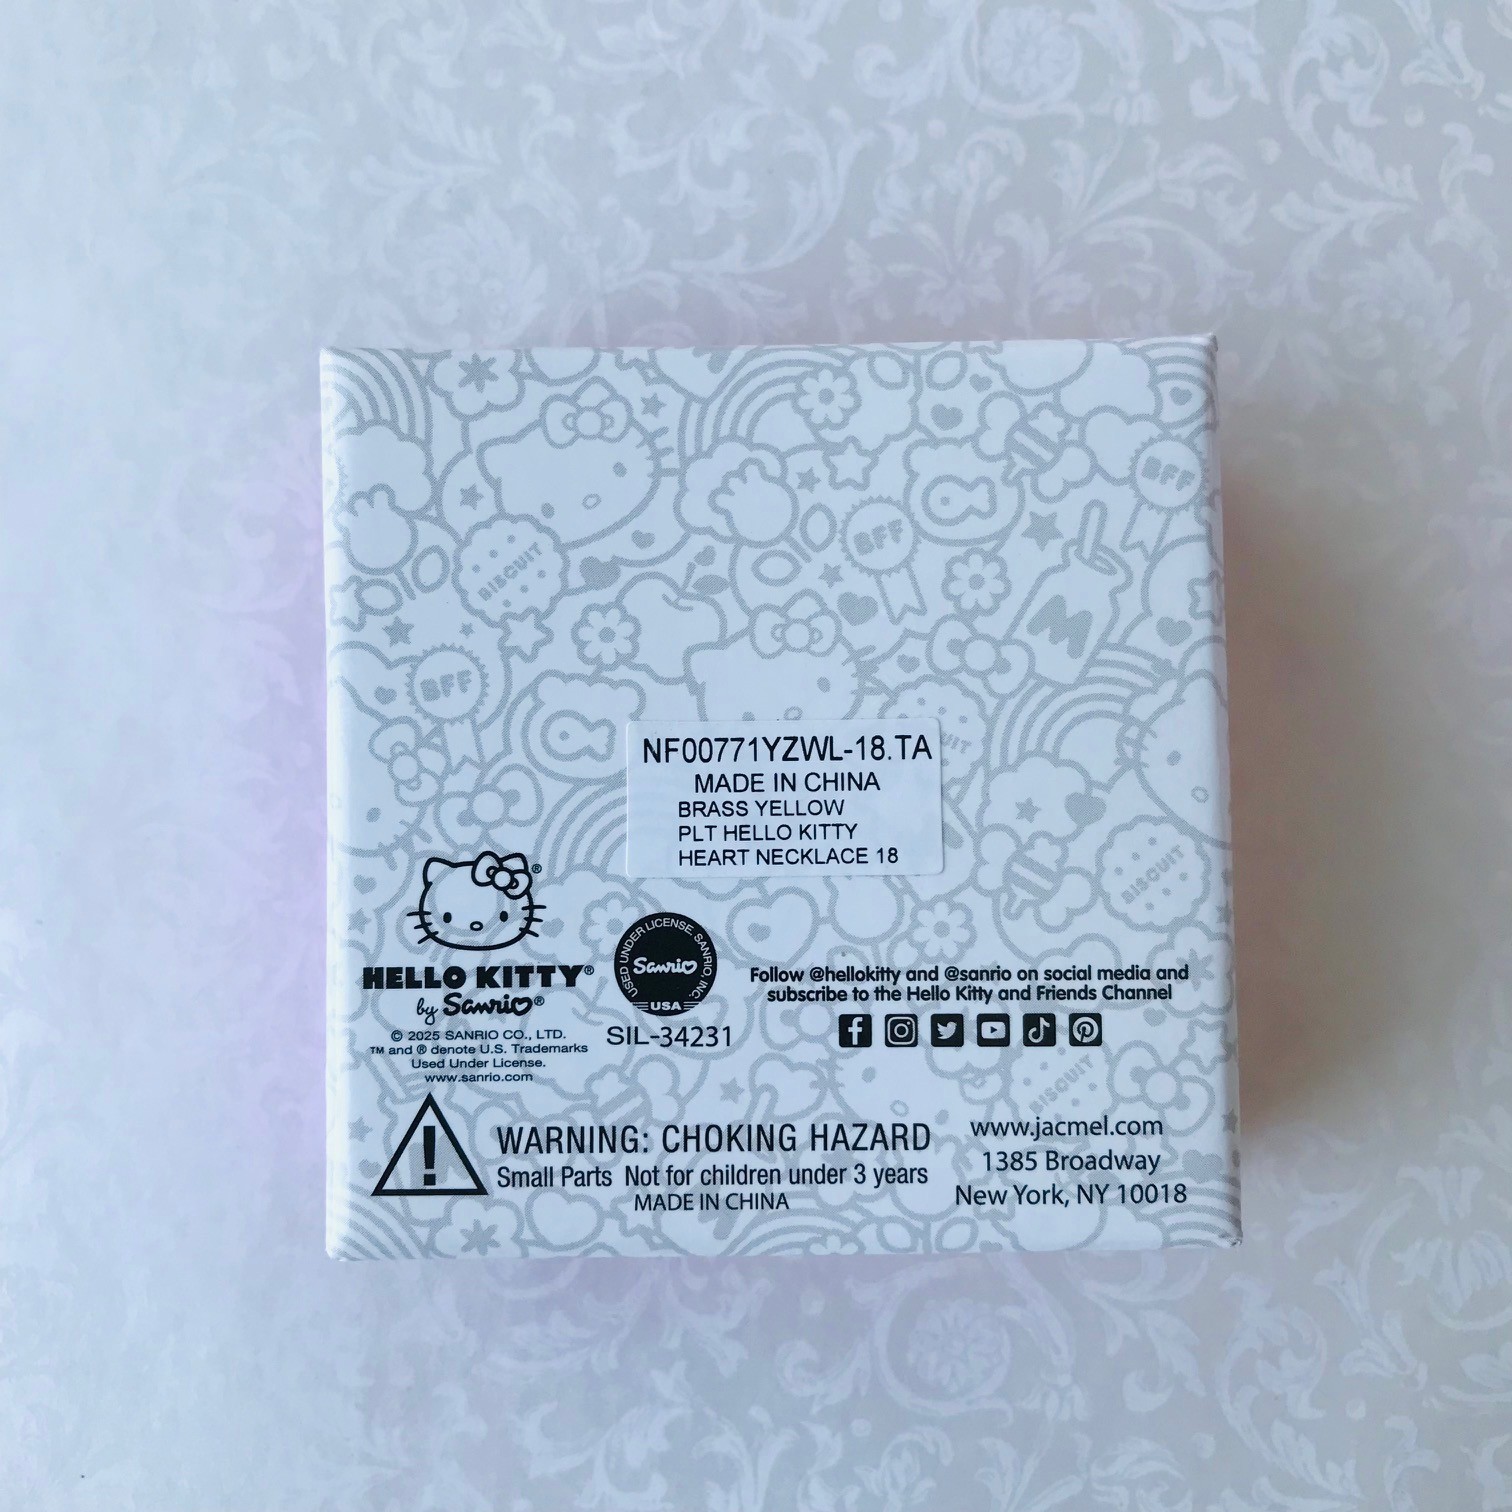 BISCUIT
BFF
BFF
BFF
NF00771YZWL-18.TA
MADE IN CHINA
BRASS YELLOW
PLT HELLO KITTY
HEART NECKLACE 18
BISCUIT
HELLO KITTY®
by Sanrio®
© 2025 SANRIO CO., LTD.
TM and ® denote U.S. Trademarks
Used Under License.
www.sanrio.com
USED UNDER LICENSE. SANRIO, INC.
Sanrio
USA
SIL-34231
Follow @hellokitty and @sanrio on social media and
subscribe to the Hello Kitty and Friends Channel
BISCUIT
WARNING: CHOKING HAZARD
Small Parts Not for children under 3 years
MADE IN CHINA
www.jacmel.com
1385 Broadway
New York, NY 10018